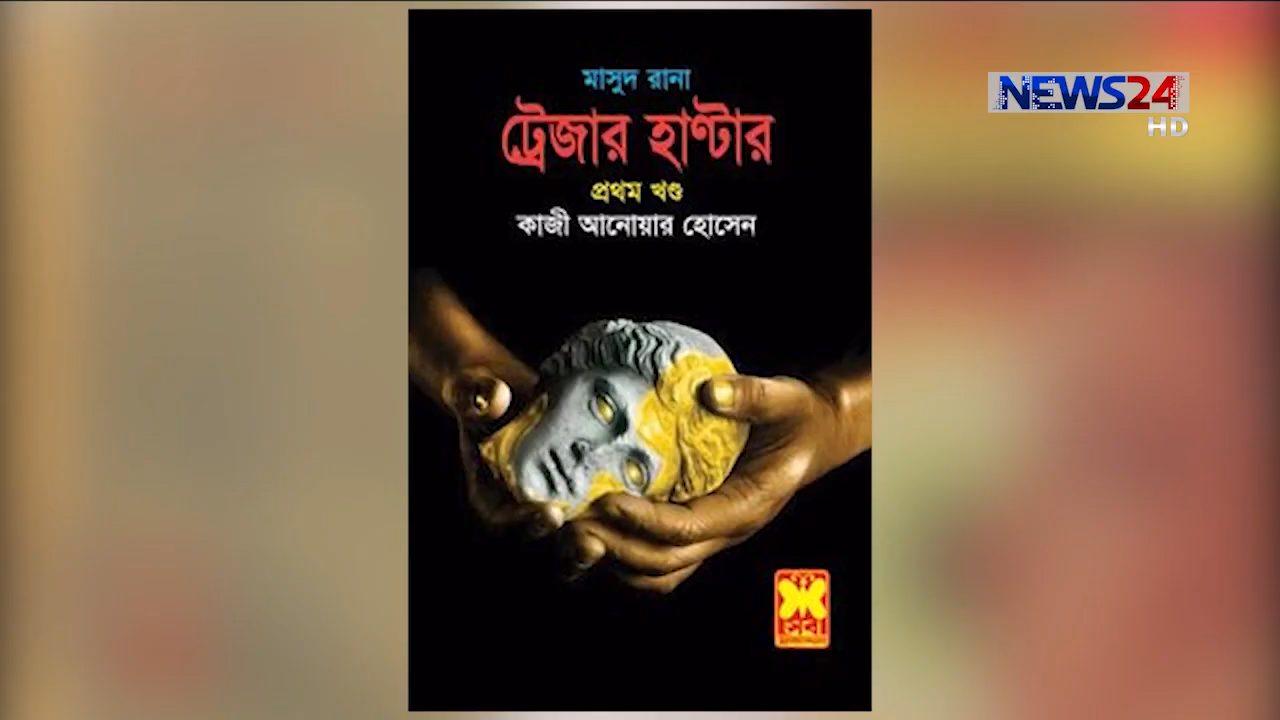 মাসুদ রানা
ট্রেজার হাণ্টার
প্রথম খণ্ড
কাজী আনোয়ার হোসেন
NEWS24
HD